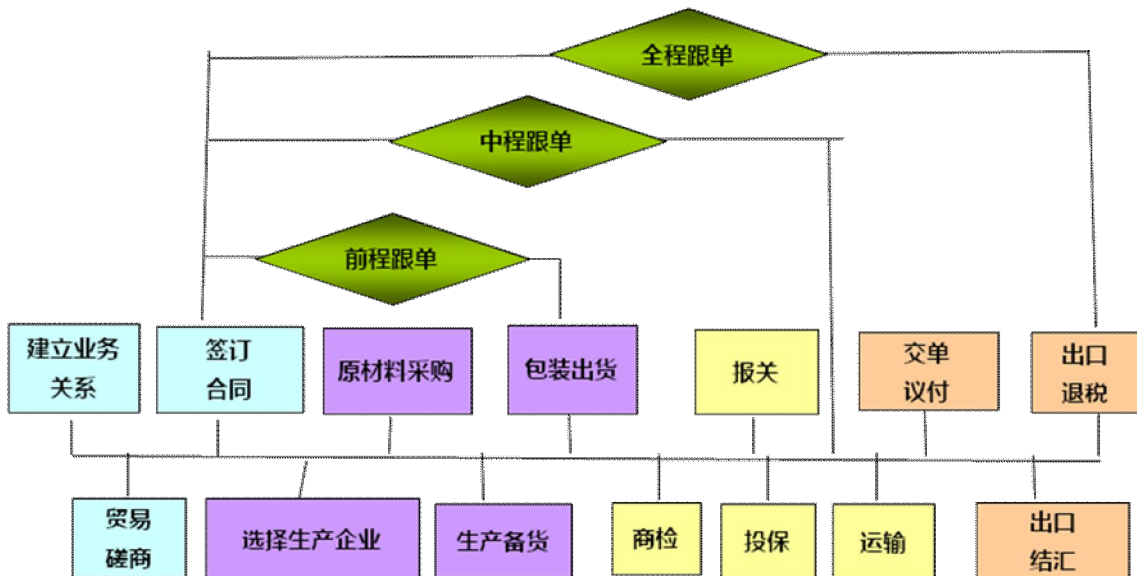 全程跟单
中程跟单
前程跟单
建立业务
关系
签订
合同
原材料采购
包装出货
报关
交单
议付
出口
退税
贸易
磋商
选择生产企业
生产备货
商检
投保
运输
出口
结汇